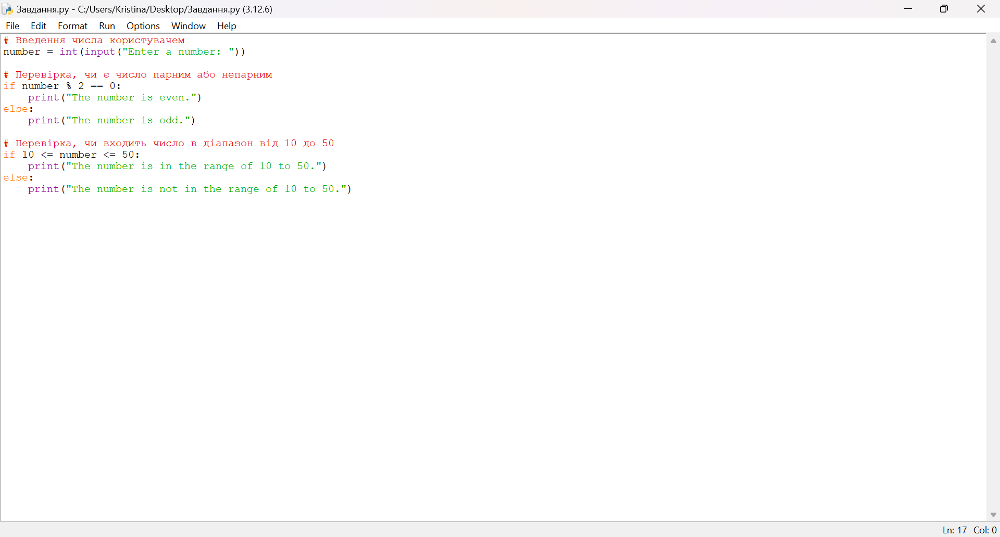 Завдання.py - C:/Users/Kristina/Desktop/Завдання.py (3.12.6)
File Edit Format Run Options Window Help
# Введення числа користувачем
number = int(input("Enter a number: "))
# Перевірка, чи є число парним або непарним
if number % 2 == 0:
    print("The number is even.")
else:
    print("The number is odd.")
# Перевірка, чи входить число в діапазон від 10 до 50
if 10 <= number <= 50:
    print("The number is in the range of 10 to 50.")
else:
    print("The number is not in the range of 10 to 50.")
Ln: 17 Col: 0